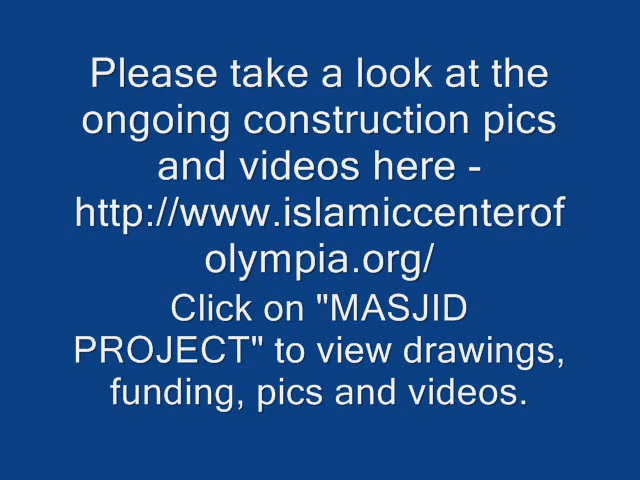 Please take a look at the
ongoing construction pics
and videos here -
http://www.islamiccenterof
olympia.org/
Click on "MASJID
PROJECT" to view drawings,
funding, pics and videos.